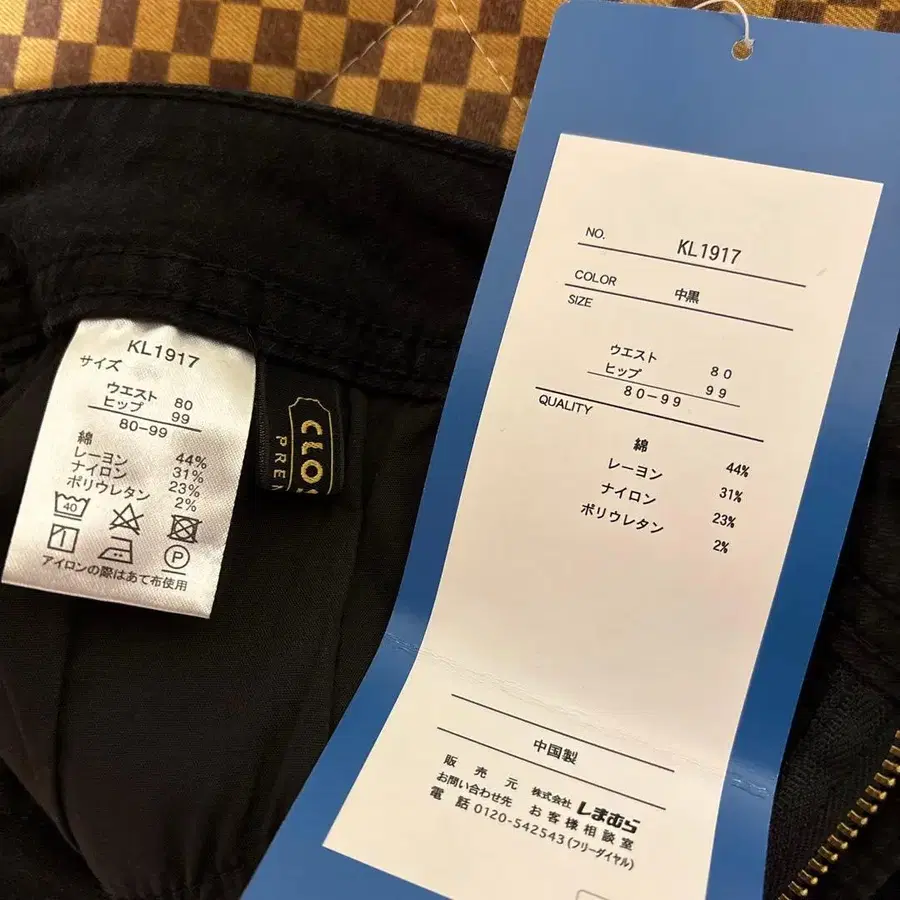 KL1917
サイズ
ウエスト 80
ヒップ 99
80-99
綿 44%
レーヨン 31%
ナイロン 23%
ポリウレタン 2%
40
P
アイロンの際はあて布使用
CLOS
PRE
NO. KL1917
COLOR 中黒
SIZE
ウエスト 80
ヒップ 99
80-99
QUALITY
綿 44%
レーヨン 31%
ナイロン 23%
ポリウレタン 2%
中国製
販売元 株式会社しまむら
お問い合わせ先 お客様相談室
電話 0120-542543(フリーダイヤル)